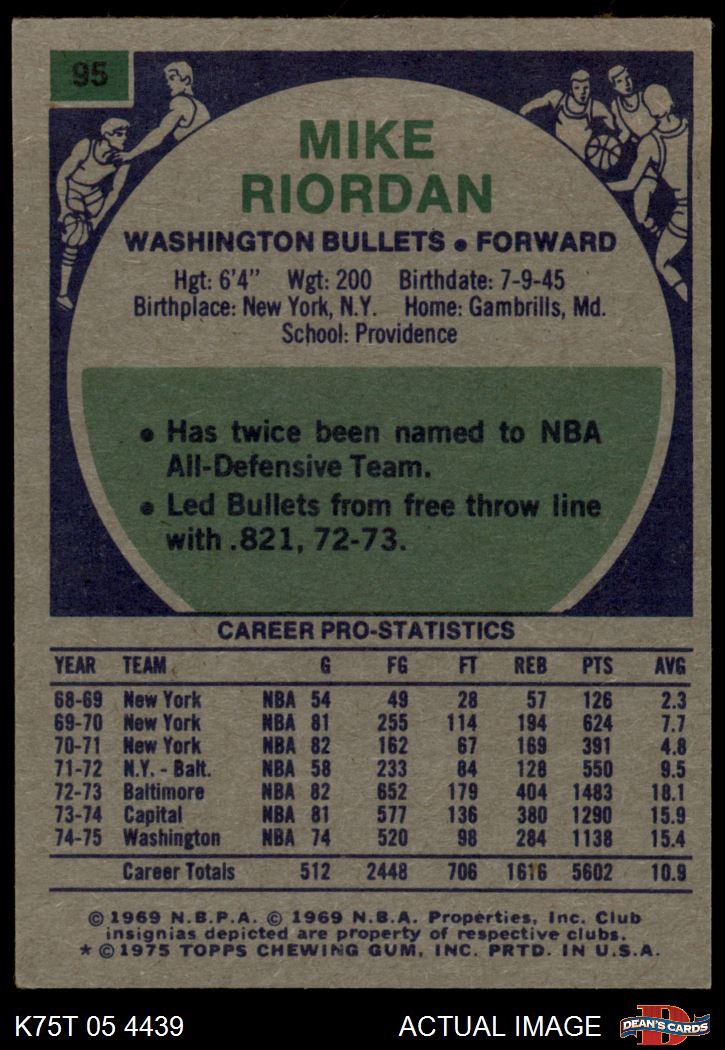 95
MIKE
RIORDAN
WASHINGTON BULLETS • FORWARD
Hgt: 6'4" Wgt: 200 Birthdate: 7-9-45
Birthplace: New York, N.Y. Home: Gambrills, Md.
School: Providence
• Has twice been named to NBA
All-Defensive Team.
• Led Bullets from free throw line
with .821, 72-73.
CAREER PRO-STATISTICS
YEAR TEAM G FG FT REB PTS AVG
68-69 New York NBA 54 49 28 57 126 2.3
69-70 New York NBA 81 255 114 194 624 7.7
70-71 New York NBA 82 162 67 169 391 4.8
71-72 N.Y. - Balt. NBA 58 233 84 128 550 9.5
72-73 Baltimore NBA 82 652 179 404 1483 18.1
73-74 Capital NBA 81 577 136 380 1290 15.9
74-75 Washington NBA 74 520 98 284 1138 15.4
Career Totals 512 2448 706 1616 5602 10.9
© 1969 N.B.P.A. © 1969 N.B.A. Properties, Inc. Club
insignias depicted are property of respective clubs.
* © 1975 TOPPS CHEWING GUM, INC. PRTD. IN U.S.A.
K75T 05 4439 ACTUAL IMAGE D DEAN'S CARDS